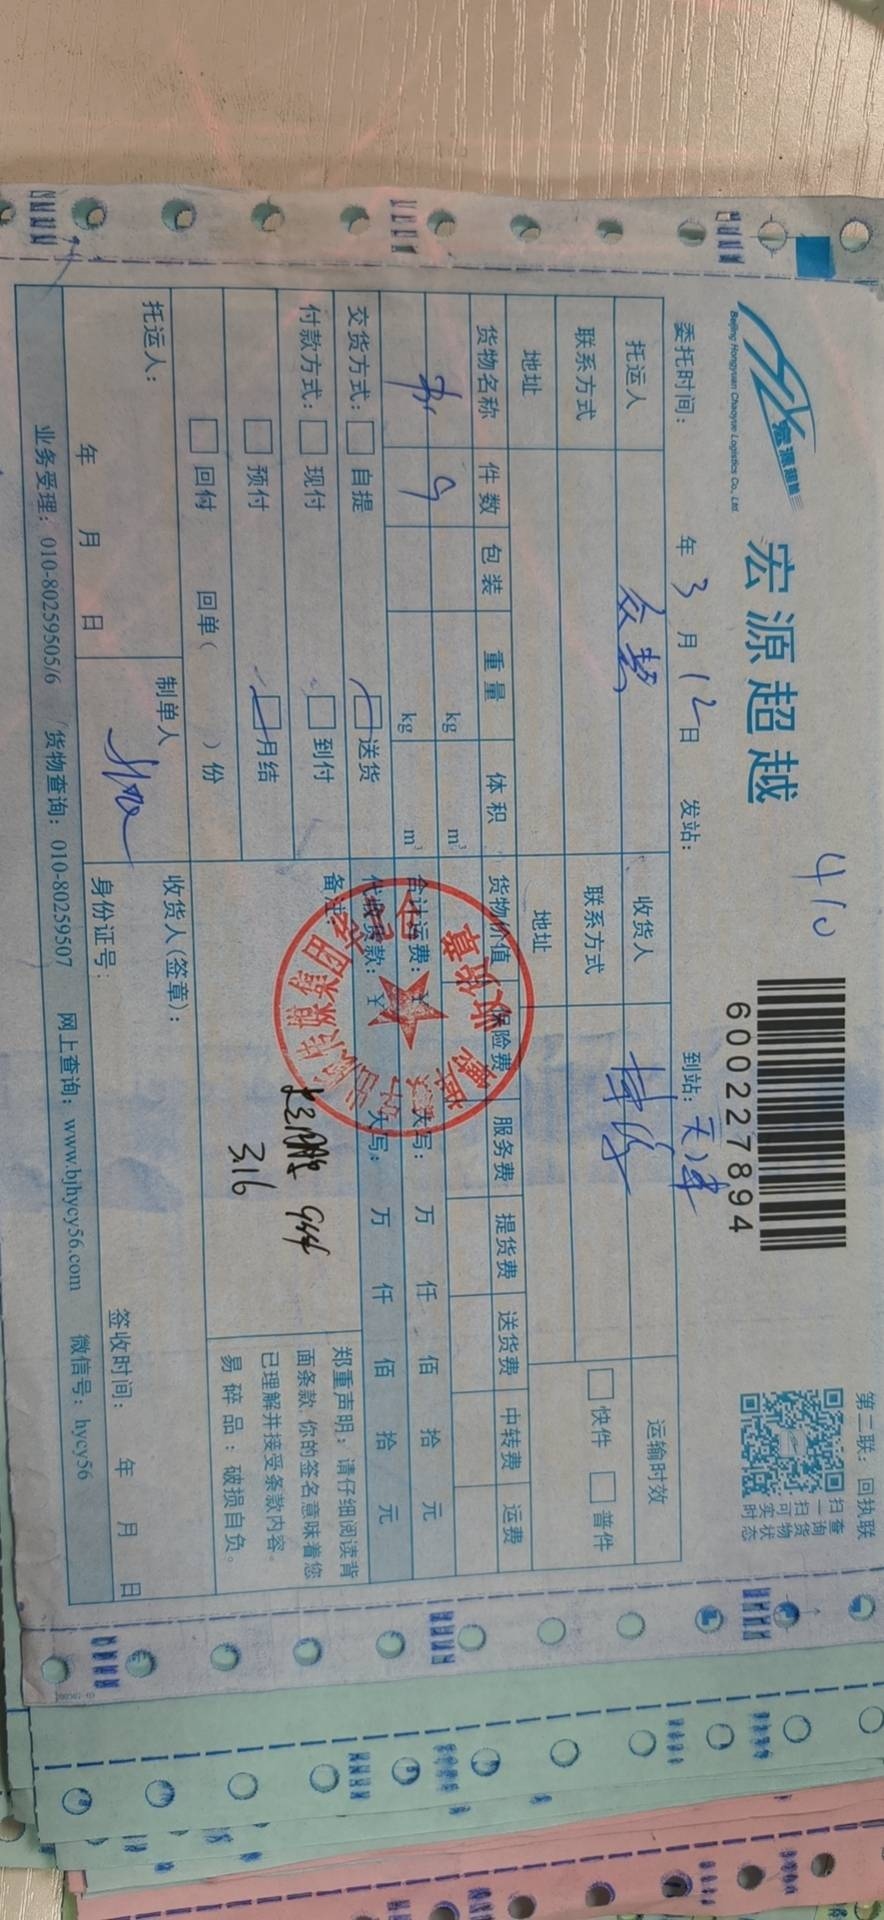 宏源超越
Beijing Hongyuan Chaoyue Logistics Co., Ltd
宏源超越
410
600227894
第二联：回执联
扫一扫可实时
查询货物状态
委托时间： 年 3 月 12 日 发站： 到站：天津
托运人 收货人 运输时效
联系方式 联系方式 快件 普件
地址 地址
货物名称 件数 包装 重量 体积 货物价值 保险费 服务费 提货费 送货费 中转费 运费
9 kg m³
kg m³ 合计运费：￥ 大写： 万 仟 佰 拾 元
交货方式： 自提 送货 代收货款：￥ 大写： 万 仟 佰 拾 元
付款方式： 现付 到付 备注：
预付 月结
回付 回单（ ）份
316
郑重声明：请仔细阅读背
面条款，你的签名意味着您
已理解并接受条款内容。
易碎品：破损自负。
托运人： 制单人 收货人（签章）：
年 月 日 身份证号： 签收时间： 年 月 日
业务受理：010-80259505/6 货物查询：010-80259507 网上查询：www.bjhycy56.com 微信号：hycy56